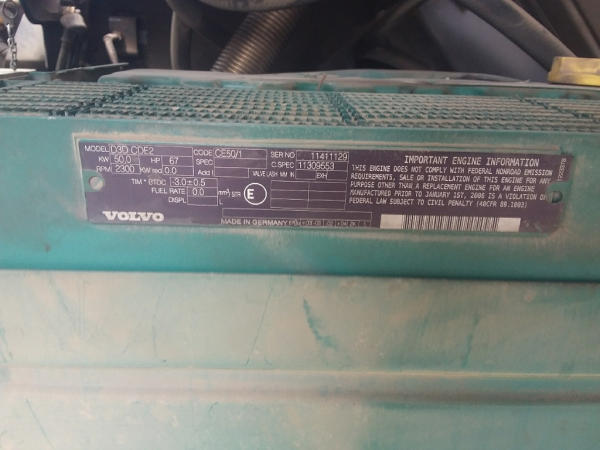 MODEL D3D CDE2 CODE CE50/1 SER NO 11411129
KW 50,0 HP 67 SPEC C.SPEC 11309553
RPM 2300 KW red 0.0 Add I VALVE LASH MM IN EXH
TIM ° BTDC -3.0±0.5
FUEL RATE 0.0 mm³/STR E
DISPL L
VOLVO
MADE IN GERMANY
IMPORTANT ENGINE INFORMATION
THIS ENGINE DOES NOT COMPLY WITH FEDERAL NONROAD EMISSION
REQUIREMENTS. SALE OR INSTALLATION OF THIS ENGINE FOR ANY
PURPOSE OTHER THAN A REPLACEMENT ENGINE FOR AN ENGINE
MANUFACTURED PRIOR TO JANUARY 1ST, 2006 IS A VIOLATION OF
FEDERAL LAW SUBJECT TO CIVIL PENALTY (40CFR 89.1003)